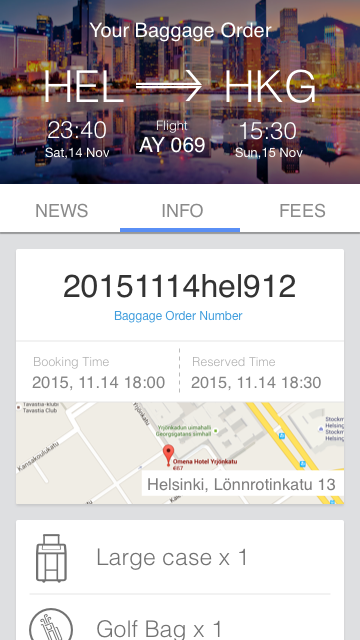 Your Baggage Order
HEL HKG
23:40 Flight 15:30
Sat,14 Nov AY 069 Sun,15 Nov
NEWS INFO FEES
20151114hel912
Baggage Order Number
Booking Time Reserved Time
2015, 11.14 18:00 2015, 11.14 18:30
Tavastia Club
Yrjönkadun uimahalli
Georgsgatans simhall
Kansakoulukatu
Yrjönkatu
Omena Hotel Yrjonkatu
Helsinki, Lönnrotinkatu 13
Large case x 1
Golf Bag x 1